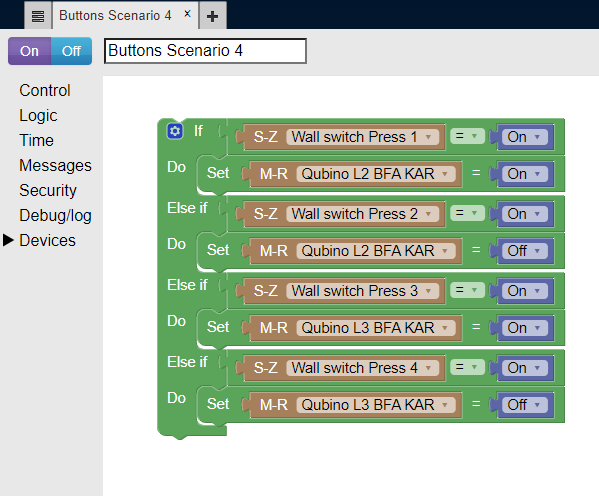 Buttons Scenario 4 × +
On Off Buttons Scenario 4
Control
Logic
Time
Messages
Security
Debug/log
Devices
If S-Z Wall switch Press 1 = On
Do Set M-R Qubino L2 BFA KAR = On
Else if S-Z Wall switch Press 2 = On
Do Set M-R Qubino L2 BFA KAR = Off
Else if S-Z Wall switch Press 3 = On
Do Set M-R Qubino L3 BFA KAR = On
Else if S-Z Wall switch Press 4 = On
Do Set M-R Qubino L3 BFA KAR = Off